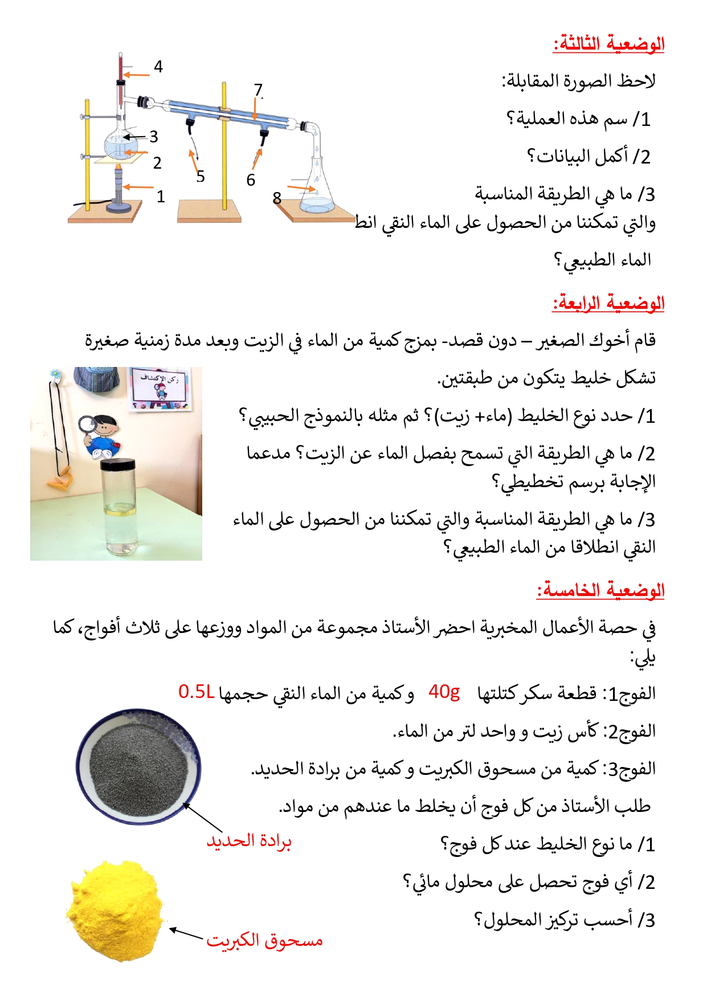 الوضعية الثالثة:
لاحظ الصورة المقابلة:
1/ سم هذه العملية؟
2/ أكمل البيانات؟
3/ ما هي الطريقة المناسبة
والتي تمكننا من الحصول على الماء النقي انط
الماء الطبيعي؟
4
7
3
2
5
6
1
8
الوضعية الرابعة:
قام أخوك الصغير – دون قصد- بمزج كمية من الماء في الزيت وبعد مدة زمنية صغيرة
تشكل خليط يتكون من طبقتين.
1/ حدد نوع الخليط (ماء+ زيت)؟ ثم مثله بالنموذج الحبيبي؟
2/ ما هي الطريقة التي تسمح بفصل الماء عن الزيت؟ مدعما
الإجابة برسم تخطيطي؟
3/ ما هي الطريقة المناسبة والتي تمكننا من الحصول على الماء
النقي انطلاقا من الماء الطبيعي؟
ركن الإكتشاف
الوضعية الخامسة:
في حصة الأعمال المخبرية احضر الأستاذ مجموعة من المواد ووزعها على ثلاث أفواج، كما
يلي:
الفوج1: قطعة سكر كتلتها 40g وكمية من الماء النقي حجمها 0.5L
الفوج2: كأس زيت و واحد لتر من الماء.
الفوج3: كمية من مسحوق الكبريت وكمية من برادة الحديد.
طلب الأستاذ من كل فوج أن يخلط ما عندهم من مواد.
برادة الحديد
1/ ما نوع الخليط عند كل فوج؟
2/ أي فوج تحصل على محلول مائي؟
3/ أحسب تركيز المحلول؟
مسحوق الكبريت